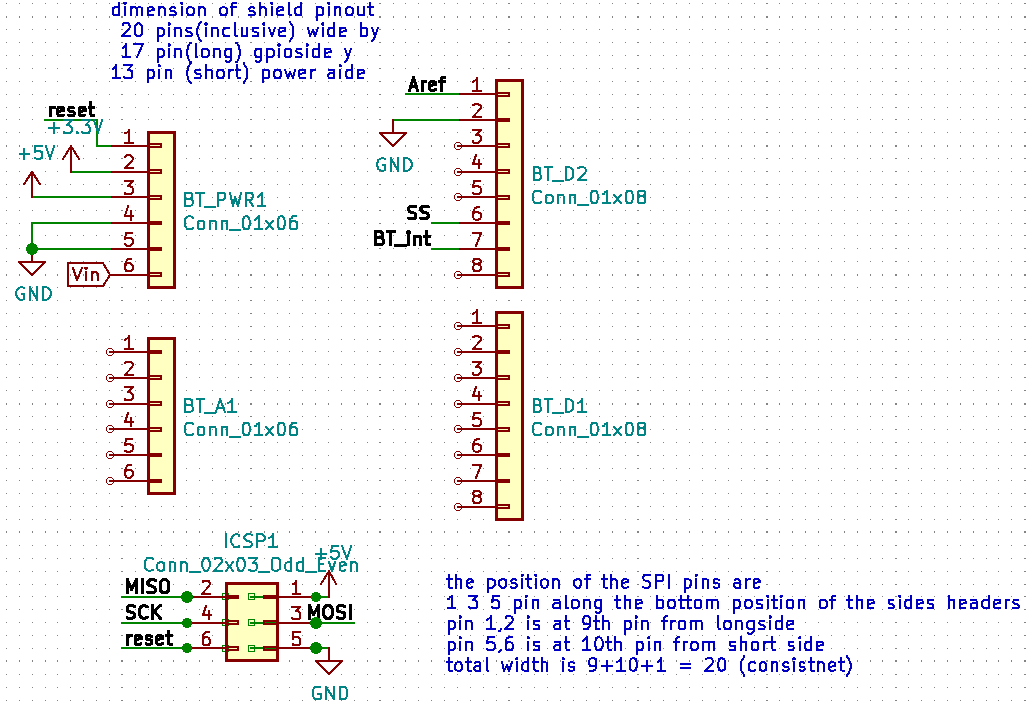 dimension of shield pinout
20 pins(inclusive) wide by
17 pin(long) gpioside y
13 pin (short) power aide
reset
+3.3V
+5V
1
2
3
4
5
6
Vin
GND
BT_PWR1
Conn_01x06
Aref
GND
SS
BT_int
1
2
3
4
5
6
7
8
BT_D2
Conn_01x08
1
2
3
4
5
6
BT_A1
Conn_01x06
1
2
3
4
5
6
7
8
BT_D1
Conn_01x08
ICSP1
+5V
Conn_02x03_Odd_Even
MISO 2 1
SCK 4 3 MOSI
reset 6 5
GND
the position of the SPI pins are
1 3 5 pin along the bottom position of the sides headers
pin 1,2 is at 9th pin from longside
pin 5,6 is at 10th pin from short side
total width is 9+10+1 = 20 (consistnet)